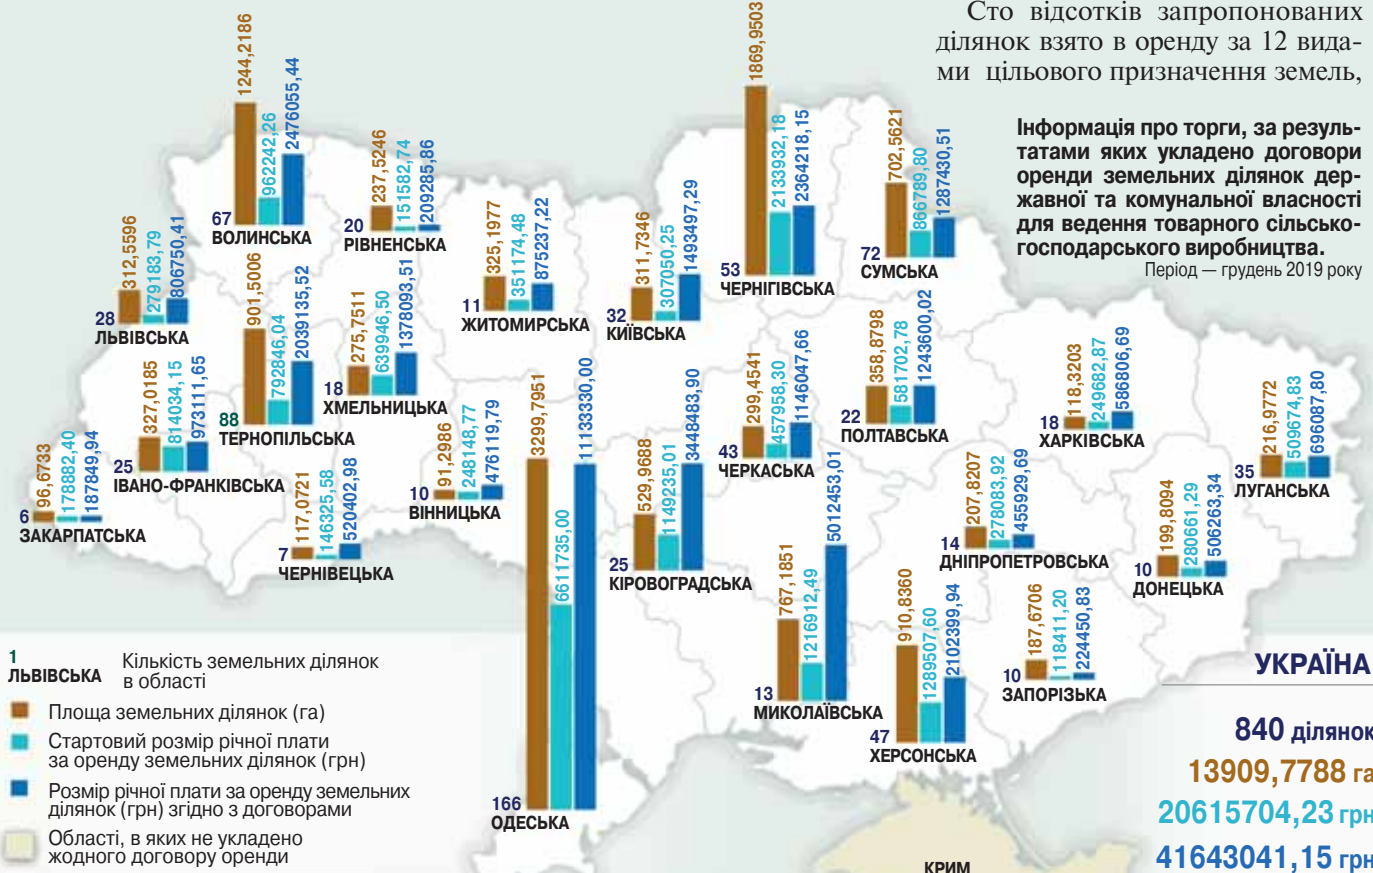 Сто відсотків запропонованих
ділянок взято в оренду за 12 вида-
ми цільового призначення земель,
Інформація про торги, за резуль-
татами яких укладено договори
оренди земельних ділянок дер-
жавної та комунальної власності
для ведення товарного сільсько-
господарського виробництва.
Період — грудень 2019 року
1244,2186
962242,26
2476055,44
67
ВОЛИНСЬКА
237,5246
151582,74
209285,86
20
РІВНЕНСЬКА
1869,9503
2133932,18
2364218,15
53
ЧЕРНІГІВСЬКА
702,5621
866789,80
1287430,51
72
СУМСЬКА
312,5596
279183,79
806750,41
28
ЛЬВІВСЬКА
325,1977
351174,48
875237,22
11
ЖИТОМИРСЬКА
311,7346
307050,25
1493497,29
32
КИЇВСЬКА
901,5006
792846,04
2039135,52
88
ТЕРНОПІЛЬСЬКА
275,7511
639946,50
1378093,51
18
ХМЕЛЬНИЦЬКА
327,0185
814034,15
973111,65
25
ІВАНО-ФРАНКІВСЬКА
299,4541
457958,30
1146047,66
43
ЧЕРКАСЬКА
358,8798
581702,78
1243600,02
22
ПОЛТАВСЬКА
118,3203
249682,87
586806,69
18
ХАРКІВСЬКА
216,9772
509674,83
696087,80
35
ЛУГАНСЬКА
96,6733
178882,40
187849,94
6
ЗАКАРПАТСЬКА
117,0721
146325,58
520402,98
7
ЧЕРНІВЕЦЬКА
91,2986
248148,77
476119,79
10
ВІННИЦЬКА
3299,7951
6611735,00
11133330,00
166
ОДЕСЬКА
529,9688
1149235,01
3448483,90
25
КІРОВОГРАДСЬКА
207,8207
278083,92
455929,69
14
ДНІПРОПЕТРОВСЬКА
199,8094
280661,29
506263,34
10
ДОНЕЦЬКА
767,1851
1216912,49
5012453,01
13
МИКОЛАЇВСЬКА
910,8360
1289507,60
2102399,94
47
ХЕРСОНСЬКА
187,6706
118411,20
224450,83
10
ЗАПОРІЗЬКА
КРИМ
1
ЛЬВІВСЬКА
Кількість земельних ділянок
в області
Площа земельних ділянок (га)
Стартовий розмір річної плати
за оренду земельних ділянок (грн)
Розмір річної плати за оренду земельних
ділянок (грн) згідно з договорами
Області, в яких не укладено
жодного договору оренди
УКРАЇНА
840 ділянок
13909,7788 га
20615704,23 грн
41643041,15 грн